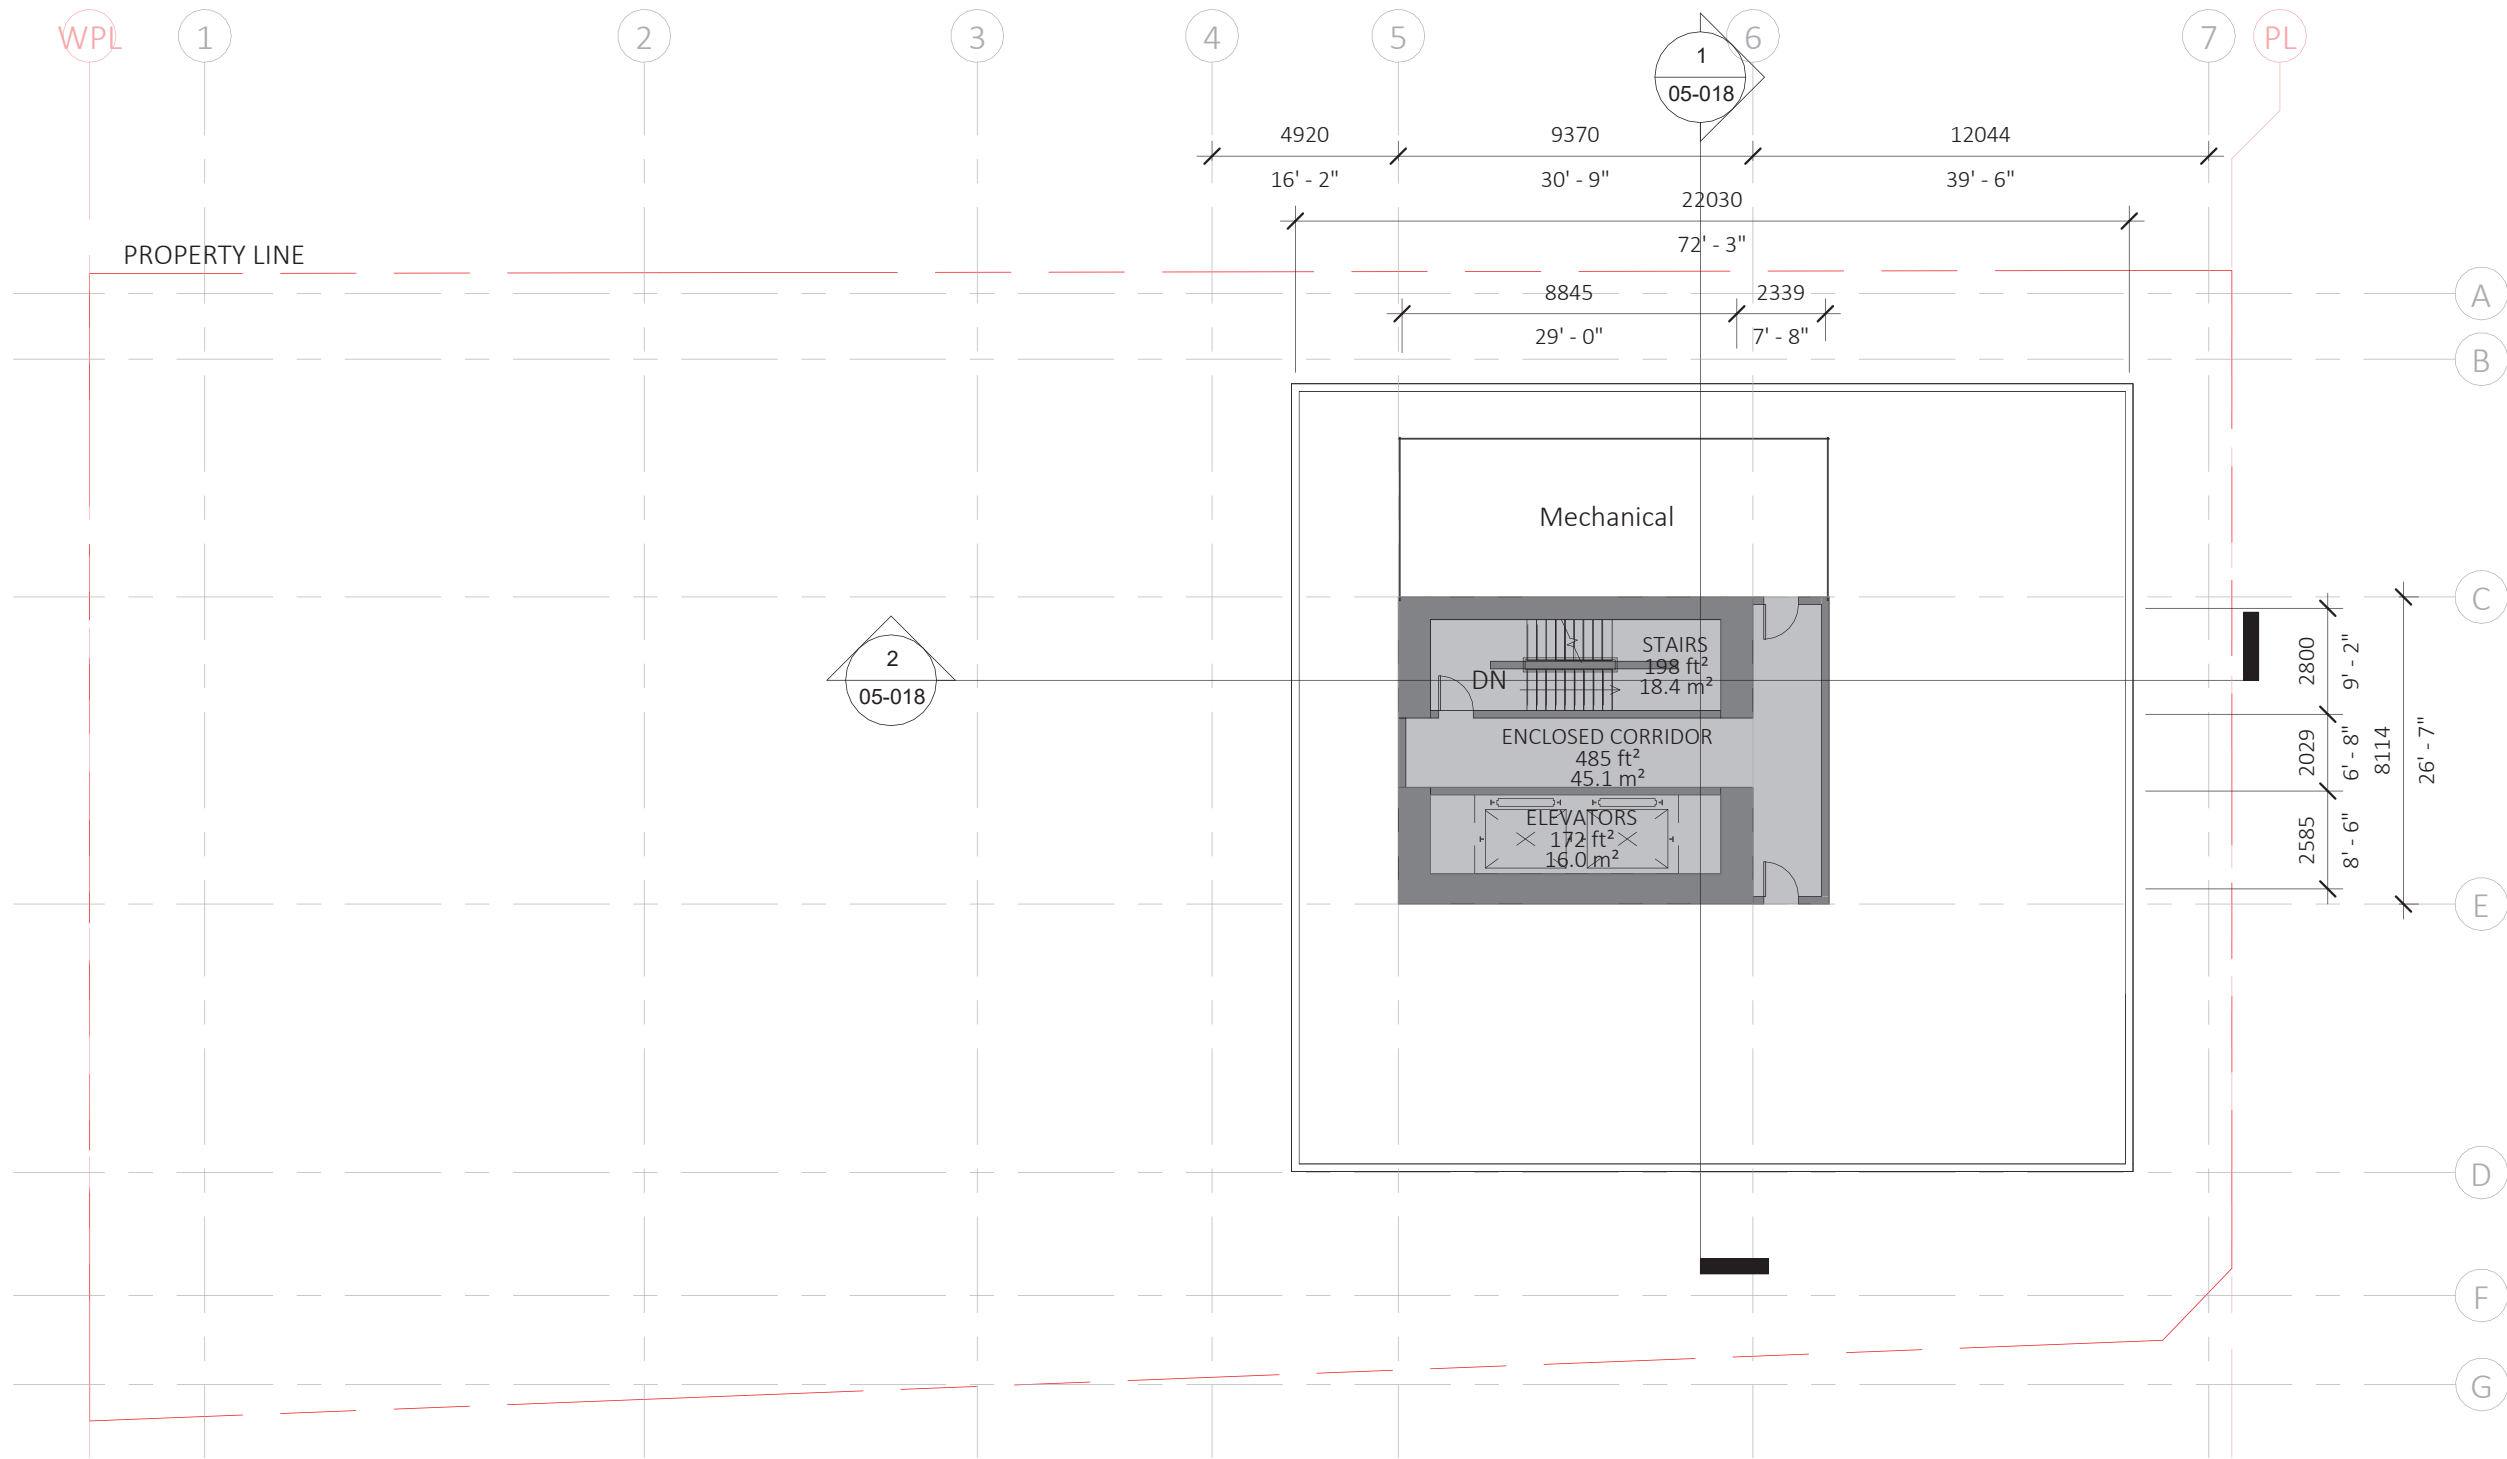 WPL
1
2
3
4
5
6
7
PL
1
05-018
4920
9370
12044
16' - 2"
30' - 9"
39' - 6"
22030
72' - 3"
PROPERTY LINE
8845
2339
29' - 0"
7' - 8"
A
B
Mechanical
C
STAIRS
198 ft²
18.4 m²
DN
2
05-018
2800
9' - 2"
ENCLOSED CORRIDOR
485 ft²
45.1 m²
2029
6' - 8"
8114
26' - 7"
ELEVATORS
172 ft²
16.0 m²
2585
8' - 6"
E
D
F
G